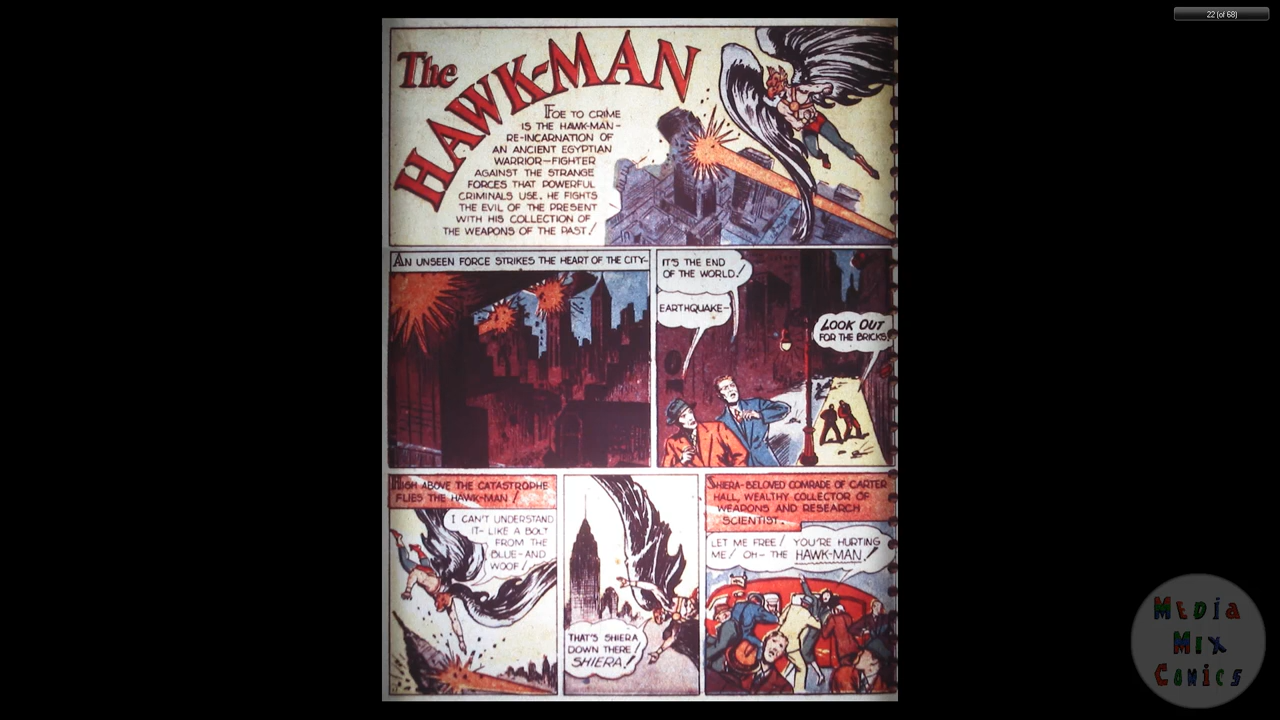 22 (of 68)
The
HAWK-MAN
FOE TO CRIME
IS THE HAWK-MAN-
RE-INCARNATION OF
AN ANCIENT EGYPTIAN
WARRIOR-FIGHTER
AGAINST THE STRANGE
FORCES THAT POWERFUL
CRIMINALS USE. HE FIGHTS
THE EVIL OF THE PRESENT
WITH HIS COLLECTION OF
THE WEAPONS OF THE PAST!
AN UNSEEN FORCE STRIKES THE HEART OF THE CITY-
IT'S THE END
OF THE WORLD!
EARTHQUAKE-
LOOK OUT
FOR THE BRICKS!
HIGH ABOVE THE CATASTROPHE
FLIES THE HAWK-MAN!
I CAN'T UNDERSTAND
IT- LIKE A BOLT
FROM THE
BLUE-AND
WOOF!
THAT'S SHIERA
DOWN THERE!
SHIERA!
SHIERA-BELOVED COMRADE OF CARTER
HALL, WEALTHY COLLECTOR OF
WEAPONS AND RESEARCH
SCIENTIST.
LET ME FREE! YOU'RE HURTING
ME! OH- THE HAWK-MAN!
MEDIA
MIX
COMICS